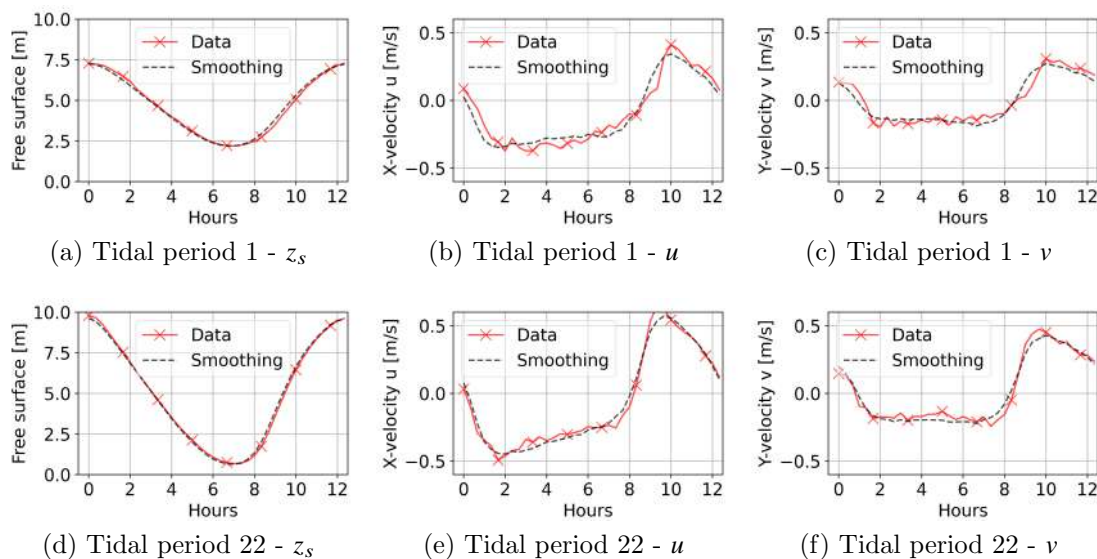 10.0
7.5
5.0
2.5
0.0
Free surface [m]
Data
Smoothing
0 2 4 6 8 10 12
Hours
(a) Tidal period 1 - z_s
0.5
0.0
−0.5
X-velocity u [m/s]
Data
Smoothing
0 2 4 6 8 10 12
Hours
(b) Tidal period 1 - u
0.5
0.0
−0.5
Y-velocity v [m/s]
Data
Smoothing
0 2 4 6 8 10 12
Hours
(c) Tidal period 1 - v
10.0
7.5
5.0
2.5
0.0
Free surface [m]
Data
Smoothing
0 2 4 6 8 10 12
Hours
(d) Tidal period 22 - z_s
0.5
0.0
−0.5
X-velocity u [m/s]
Data
Smoothing
0 2 4 6 8 10 12
Hours
(e) Tidal period 22 - u
0.5
0.0
−0.5
Y-velocity v [m/s]
Data
Smoothing
0 2 4 6 8 10 12
Hours
(f) Tidal period 22 - v